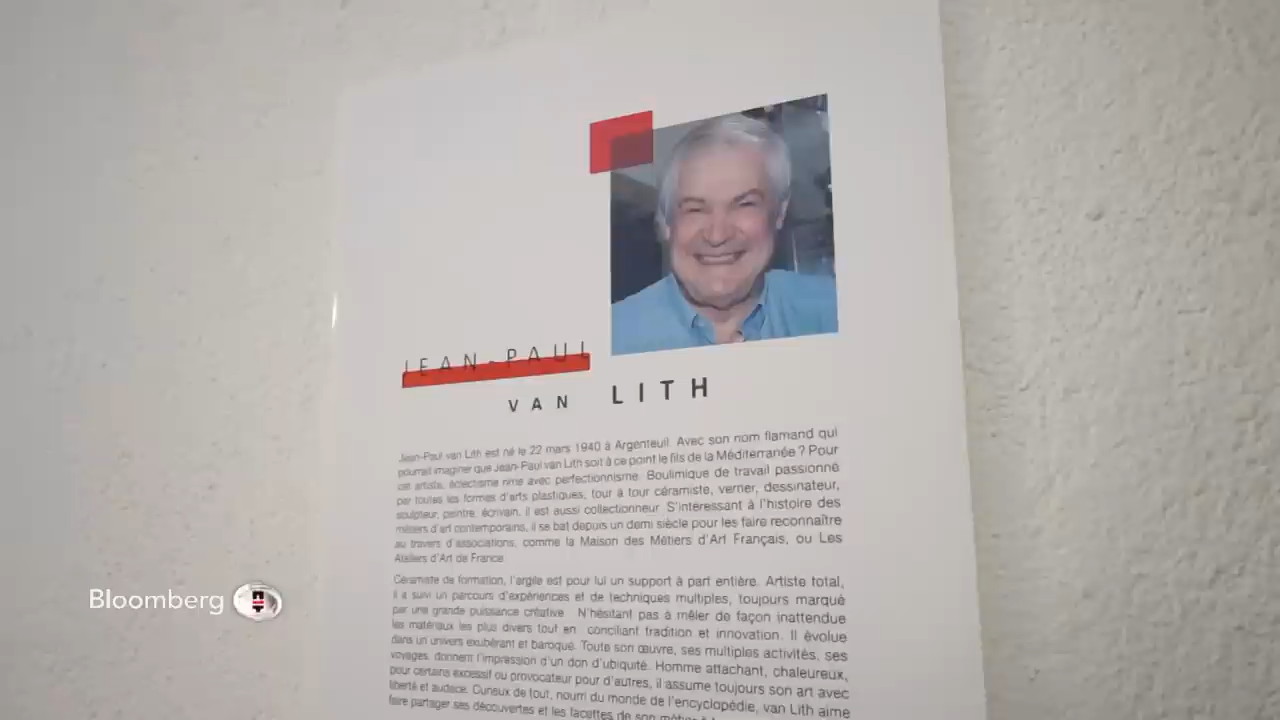 JEAN-PAUL
VAN LITH
Jean-Paul van Lith est né le 22 mars 1940 à Argenteuil. Avec son nom flamand qui
pourrait imaginer que Jean-Paul van Lith soit à ce point le fils de la Méditerranée ? Pour
cet artiste, éclectisme rime avec perfectionnisme. Boulimique de travail passionné
par toutes les formes d'arts plastiques, tour à tour céramiste, verrier, dessinateur,
sculpteur, peintre, écrivain, il est aussi collectionneur. S'intéressant à l'histoire des
métiers d'art contemporains, il se bat depuis un demi siècle pour les faire reconnaître
au travers d'associations, comme la Maison des Métiers d'Art Français, ou Les
Ateliers d'Art de France.
Céramiste de formation, l'argile est pour lui un support à part entière. Artiste total,
il a suivi un parcours d'expériences et de techniques multiples, toujours marqué
par une grande puissance créative. N'hésitant pas à mêler de façon inattendue
les matériaux les plus divers tout en conciliant tradition et innovation. Il évolue
dans un univers exubérant et baroque. Toute son œuvre, ses multiples activités, ses
voyages, donnent l'impression d'un don d'ubiquité. Homme attachant, chaleureux,
pour certains excessif ou provocateur pour d'autres, il assume toujours son art avec
liberté et audace. Curieux de tout, nourri du monde de l'encyclopédie, van Lith aime
faire partager ses découvertes et les facettes de son métier
Bloomberg